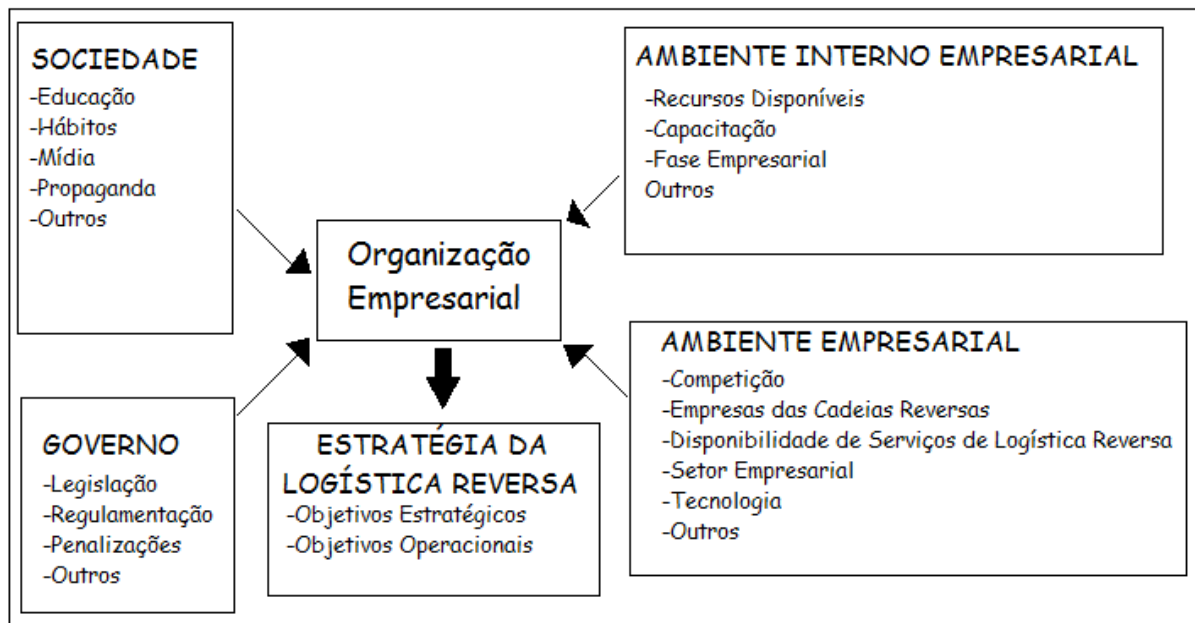 SOCIEDADE
-Educação
-Hábitos
-Mídia
-Propaganda
-Outros
AMBIENTE INTERNO EMPRESARIAL
-Recursos Disponíveis
-Capacitação
-Fase Empresarial
Outros
Organização
Empresarial
GOVERNO
-Legislação
-Regulamentação
-Penalizações
-Outros
ESTRATÉGIA DA
LOGÍSTICA REVERSA
-Objetivos Estratégicos
-Objetivos Operacionais
AMBIENTE EMPRESARIAL
-Competição
-Empresas das Cadeias Reversas
-Disponibilidade de Serviços de Logística Reversa
-Setor Empresarial
-Tecnologia
-Outros